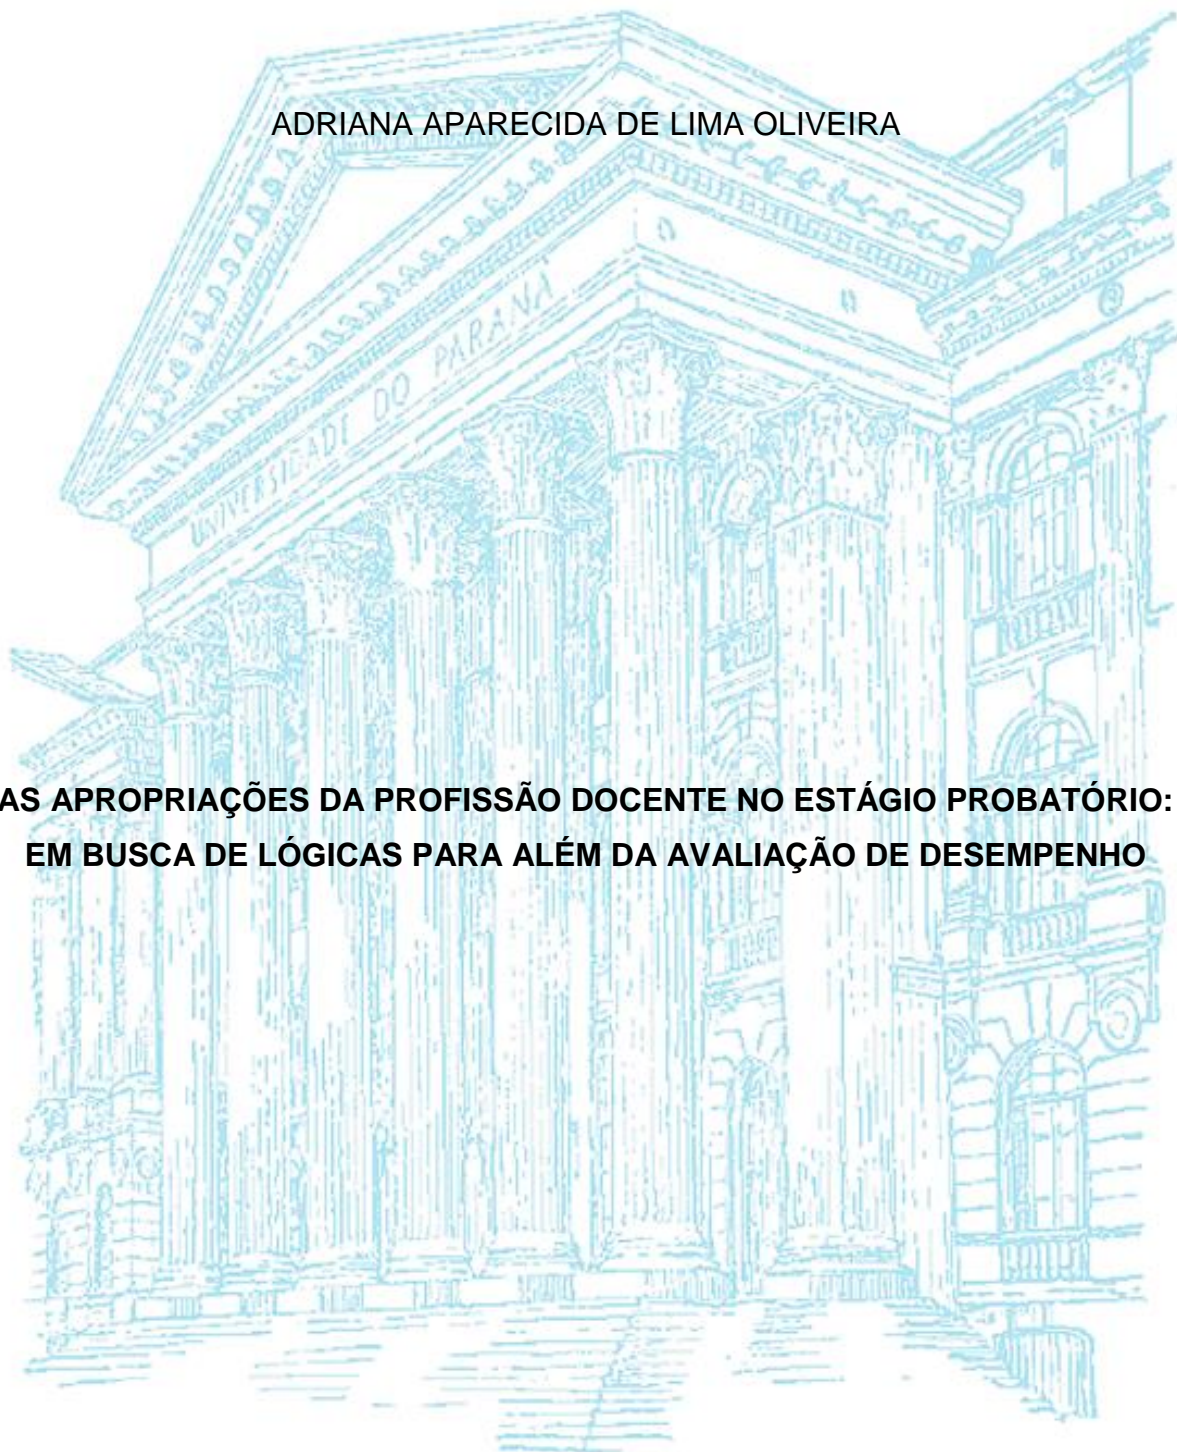 ADRIANA APARECIDA DE LIMA OLIVEIRA
UNIVERSIDADE DO PARANÁ
AS APROPRIAÇÕES DA PROFISSÃO DOCENTE NO ESTÁGIO PROBATÓRIO:
EM BUSCA DE LÓGICAS PARA ALÉM DA AVALIAÇÃO DE DESEMPENHO